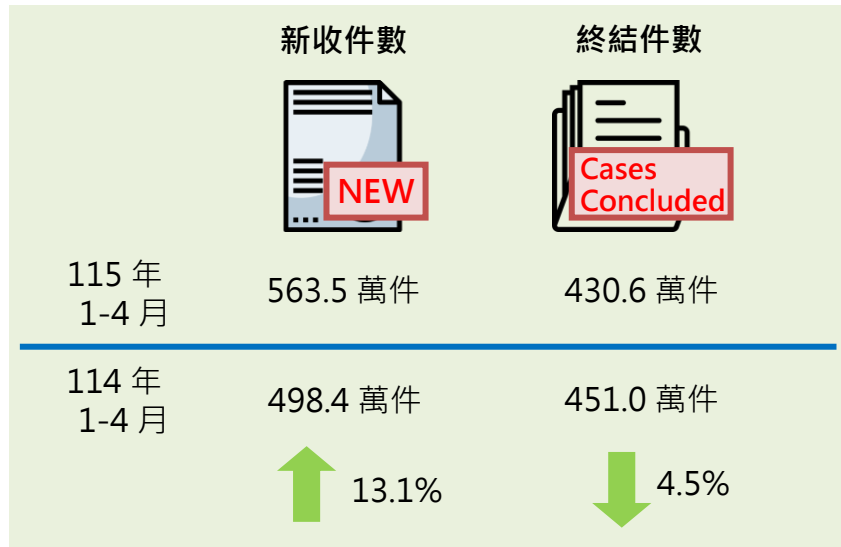 新收件數 終結件數
NEW
Cases
Concluded
115 年
1-4 月
563.5 萬件 430.6 萬件
114 年
1-4 月
498.4 萬件 451.0 萬件
13.1% 4.5%